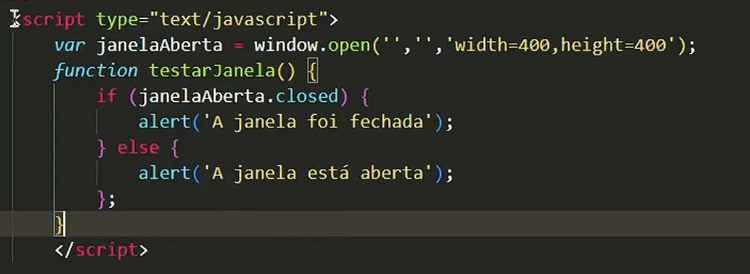 <script type="text/javascript">
var janelaAberta = window.open('','','width=400,height=400');
function testarJanela() {
if (janelaAberta.closed) {
alert('A janela foi fechada');
} else {
alert('A janela está aberta');
};
}
</script>